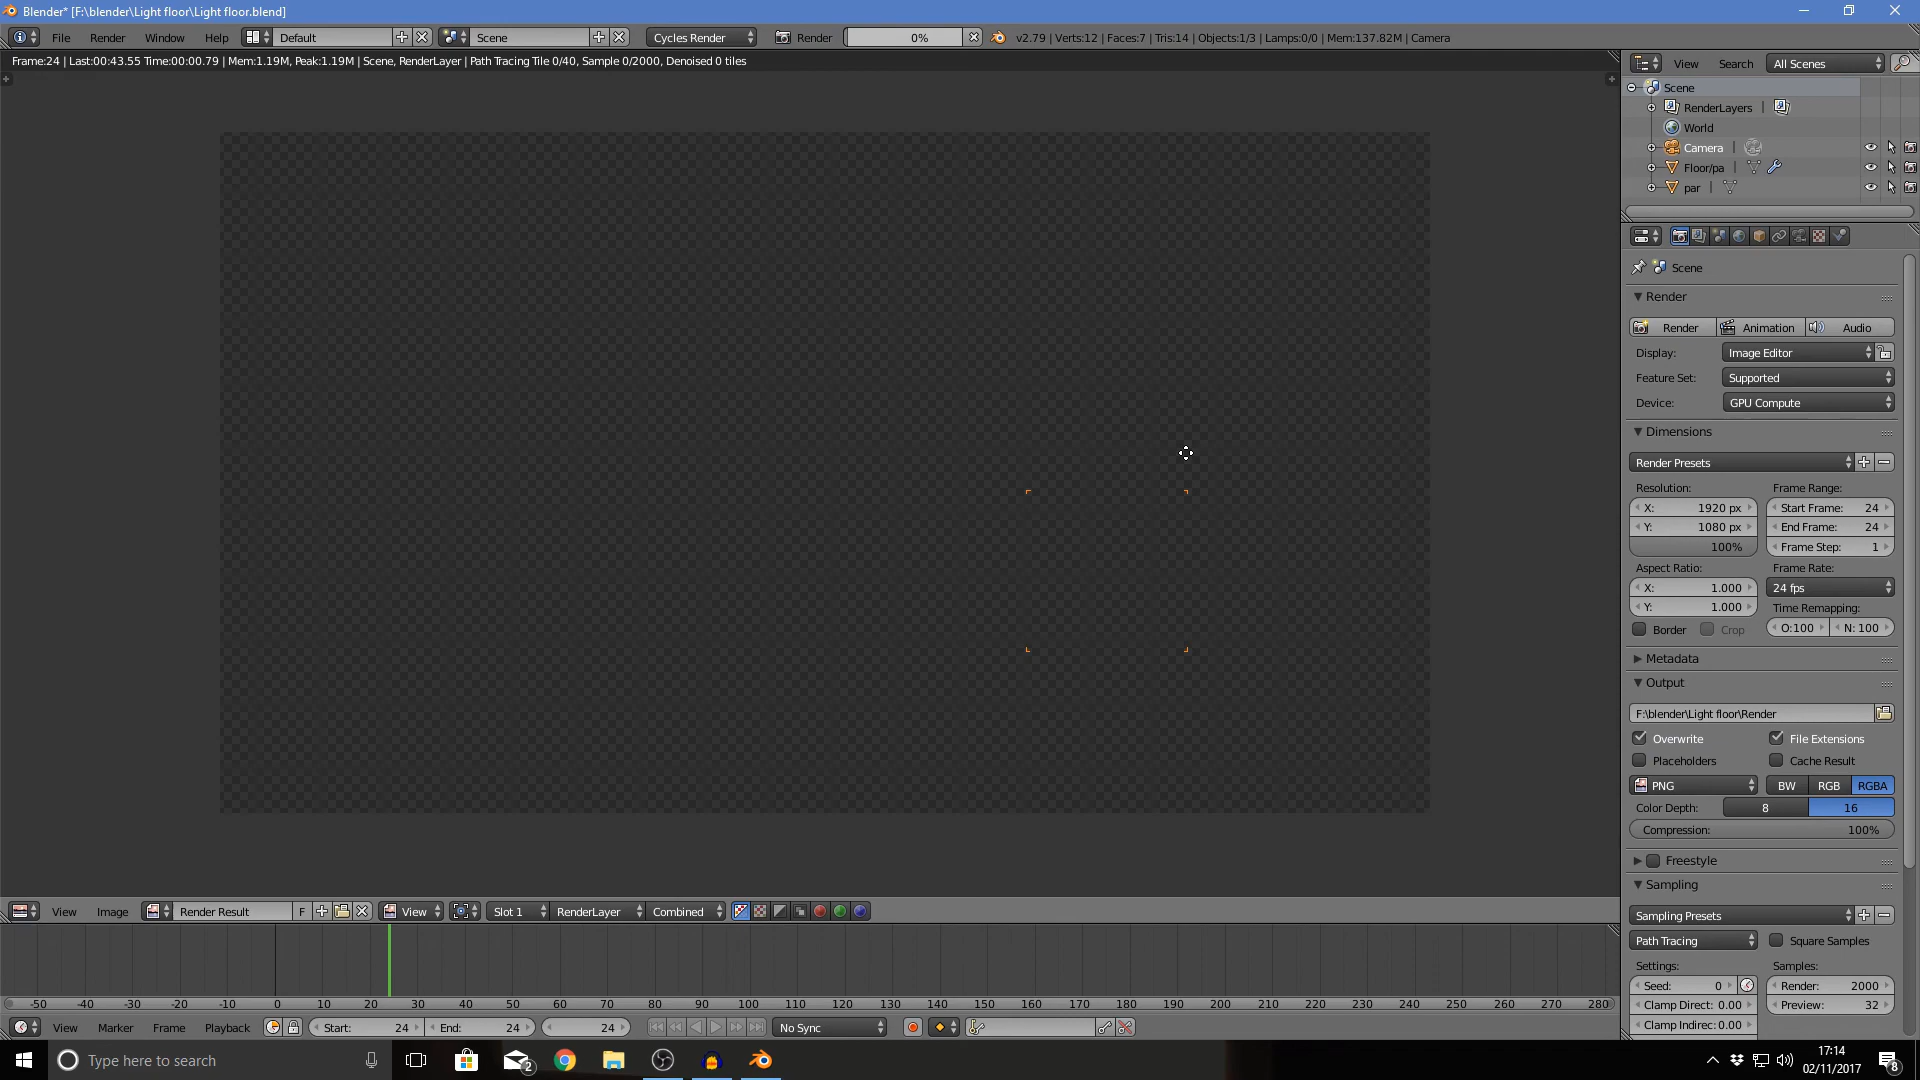 Blender* [F:\blender\Light floor\Light floor.blend]
File Render Window Help Default Scene Cycles Render Render 0% v2.79 | Verts:12 | Faces:7 | Tris:14 | Objects:1/3 | Lamps:0/0 | Mem:137.82M | Camera
Frame:24 | Last:00:43.55 Time:00:00.79 | Mem:1.19M, Peak:1.19M | Scene, RenderLayer | Path Tracing Tile 0/40, Sample 0/2000, Denoised 0 tiles
View Search All Scenes
Scene
RenderLayers
World
Camera
Floor/pa
par
Scene
Render
Render Animation Audio
Display: Image Editor
Feature Set: Supported
Device: GPU Compute
Dimensions
Render Presets
Resolution: Frame Range:
X: 1920 px Start Frame: 24
Y: 1080 px End Frame: 24
100% Frame Step: 1
Aspect Ratio: Frame Rate:
X: 1.000 24 fps
Y: 1.000 Time Remapping:
Border Crop O:100 N: 100
Metadata
Output
F:\blender\Light floor\Render
Overwrite File Extensions
Placeholders Cache Result
PNG BW RGB RGBA
Color Depth: 8 16
Compression: 100%
Freestyle
Sampling
Sampling Presets
Path Tracing Square Samples
Settings: Samples:
Seed: 0 Render: 2000
Clamp Direct: 0.00 Preview: 32
Clamp Indirec: 0.00
View Image Render Result F View Slot 1 RenderLayer Combined
-50 -40 -30 -20 -10 0 10 20 30 40 50 60 70 80 90 100 110 120 130 140 150 160 170 180 190 200 210 220 230 240 250 260 270 280
View Marker Frame Playback Start: 24 End: 24 24 No Sync
Type here to search
2
17:14
02/11/2017
8